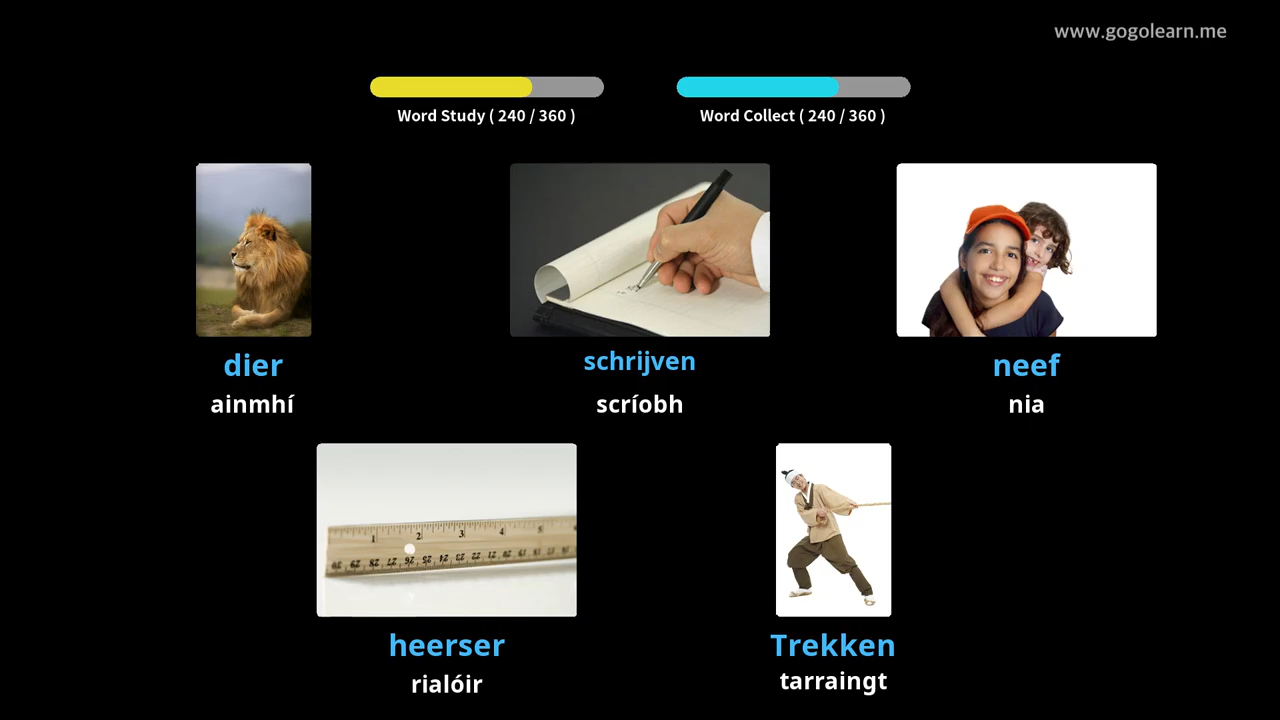 www.gogolearn.me
Word Study ( 240 / 360 )
Word Collect ( 240 / 360 )
dier
ainmhí
schrijven
scríobh
neef
nia
heerser
rialóir
Trekken
tarraingt